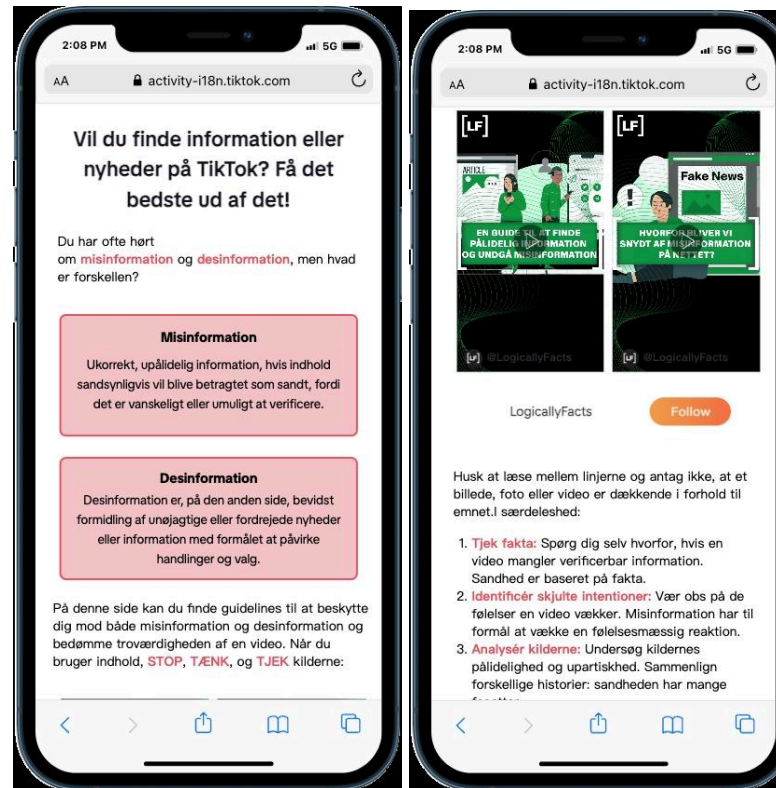 2:08 PM
5G
AA
activity-i18n.tiktok.com
Vil du finde information eller
nyheder på TikTok? Få det
bedste ud af det!
Du har ofte hørt
om misinformation og desinformation, men hvad
er forskellen?
Misinformation
Ukorrekt, upålidelig information, hvis indhold
sandsynligvis vil blive betragtet som sandt, fordi
det er vanskeligt eller umuligt at verificere.
Desinformation
Desinformation er, på den anden side, bevidst
formidling af unøjagtige eller fordrejede nyheder
eller information med formålet at påvirke
handlinger og valg.
På denne side kan du finde guidelines til at beskytte
dig mod både misinformation og desinformation og
bedømme troværdigheden af en video. Når du
bruger indhold, STOP, TÆNK, og TJEK kilderne:
2:08 PM
5G
AA
activity-i18n.tiktok.com
[LF]
ARTICLE
EN GUIDE TIL AT FINDE
PÅLIDELIG INFORMATION
OG UNDGÅ MISINFORMATION
[LF] @LogicallyFacts
[LF]
Fake News
HVORFOR BLIVER VI
SNYDT AF MISINFORMATION
PÅ NETTET?
[LF] @LogicallyFacts
LogicallyFacts
Follow
Husk at læse mellem linjerne og antag ikke, at et
billede, foto eller video er dækkende i forhold til
emnet.I særdeleshed:
1. Tjek fakta: Spørg dig selv hvorfor, hvis en
video mangler verificerbar information.
Sandhed er baseret på fakta.
2. Identificér skjulte intentioner: Vær obs på de
følelser en video vækker. Misinformation har til
formål at vække en følelsesmæssig reaktion.
3. Analysér kilderne: Undersøg kildernes
pålidelighed og upartiskhed. Sammenlign
forskellige historier: sandheden har mange